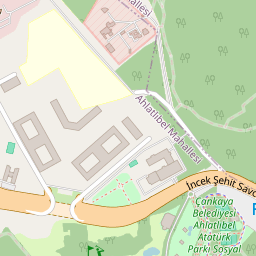 Mahallesi
Ahlatlıbel Mahallesi
İncek Şehit Savc
Çankaya
Belediyesi
Ahlatlıbel
Atatürk
Parkı Sosyal